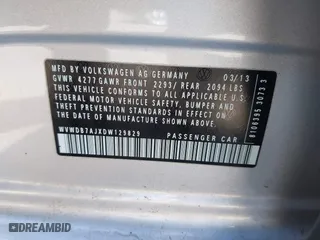 MFD BY VOLKSWAGEN AG GERMANY 03/13
GVWR 4277 GAWR FRONT 2293/ REAR 2094 LBS
THIS VEHICLE CONFORMS TO ALL APPLICABLE U.S.
FEDERAL MOTOR VEHICLE SAFETY, BUMPER AND
THEFT PREVENTION STANDARDS IN EFFECT ON THE
DATE OF MANUFACTURE SHOWN ABOVE.
WVWDB7AJXDW129829 PASSENGER CAR
DREAMBID
DREAMBID.COM